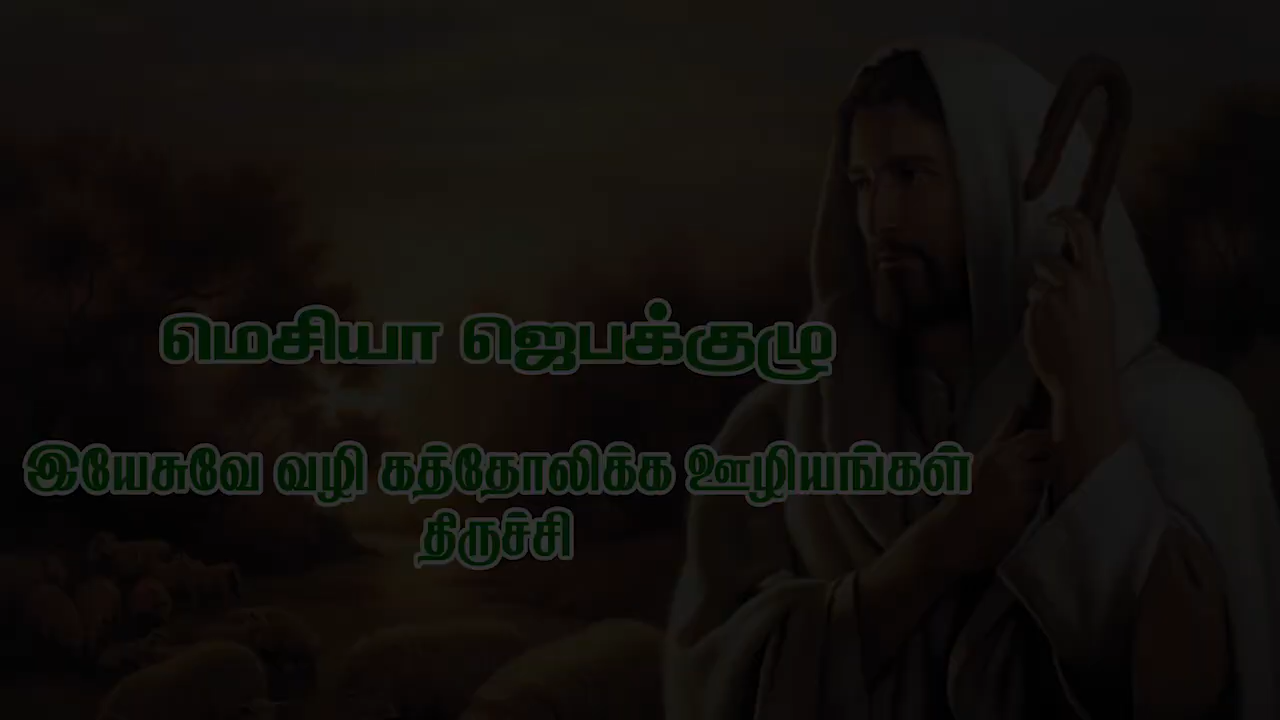 மெசியா ஜெபக்குழு
இயேசுவே வழி கத்தோலிக்க ஊழியங்கள்
திருச்சி